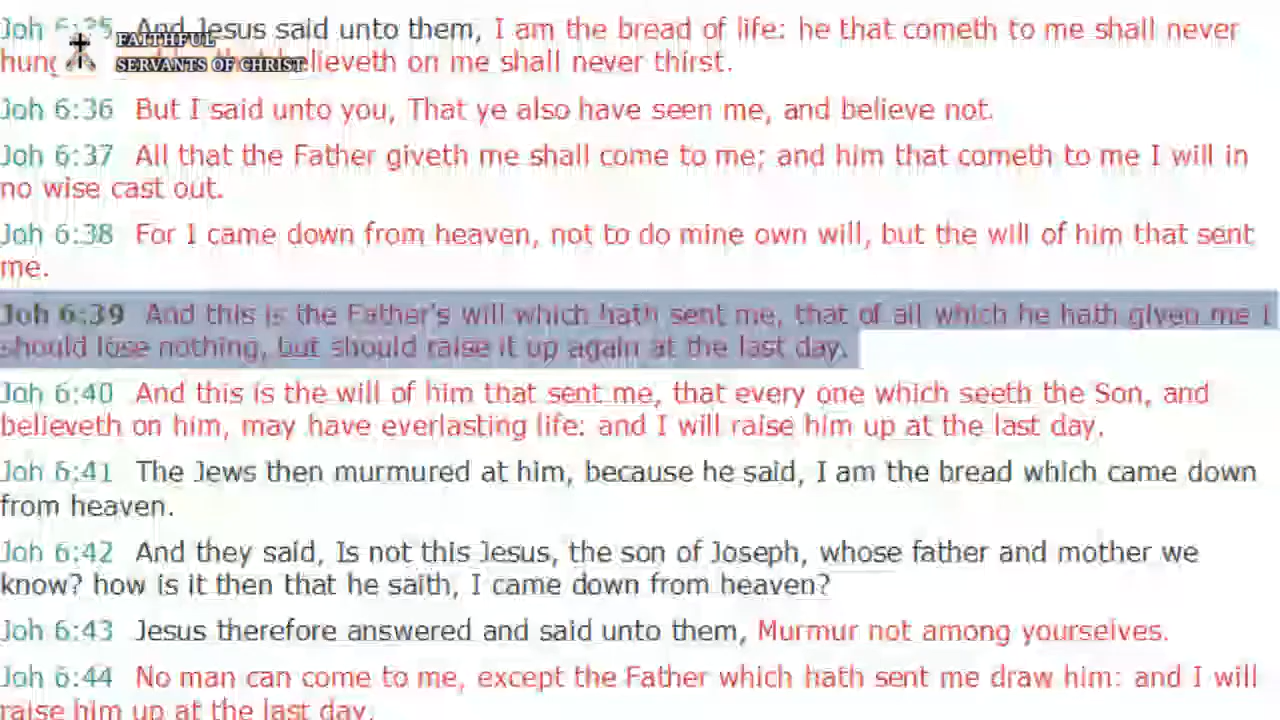 Joh 6:35 And Jesus said unto them, I am the bread of life: he that cometh to me shall never
FAITHFUL
lieveth on me shall never thirst.
SERVANTS OF CHRIST
Joh 6:36 But I said unto you, That ye also have seen me, and believe not.
Joh 6:37 All that the Father giveth me shall come to me; and him that cometh to me I will in
no wise cast out.
Joh 6:38 For I came down from heaven, not to do mine own will, but the will of him that sent
me.
Joh 6:39 And this is the Father's will which hath sent me, that of all which he hath given me I
should lose nothing, but should raise it up again at the last day.
Joh 6:40 And this is the will of him that sent me, that every one which seeth the Son, and
believeth on him, may have everlasting life: and I will raise him up at the last day.
Joh 6:41 The Jews then murmured at him, because he said, I am the bread which came down
from heaven.
Joh 6:42 And they said, Is not this Jesus, the son of Joseph, whose father and mother we
know? how is it then that he saith, I came down from heaven?
Joh 6:43 Jesus therefore answered and said unto them, Murmur not among yourselves.
Joh 6:44 No man can come to me, except the Father which hath sent me draw him: and I will
raise him up at the last day.